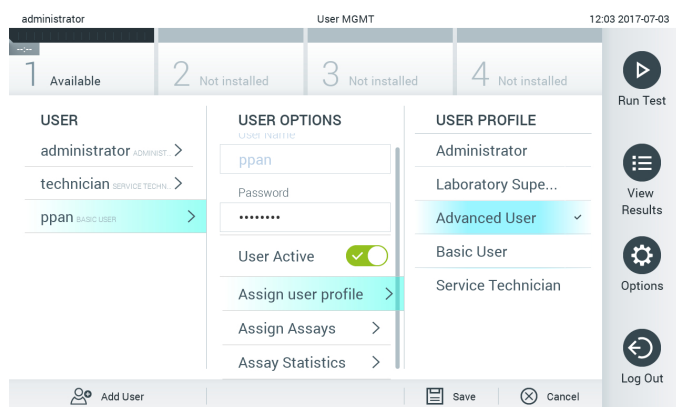 administrator User MGMT 12:03 2017-07-03
--:--
1 Available 2 Not installed 3 Not installed 4 Not installed
Run Test
USER USER OPTIONS USER PROFILE
User Name
administrator ADMINIST... Administrator
ppan
technician SERVICE TECHN... Password Laboratory Supe...
View
Results
ppan BASIC USER •••••••• Advanced User
User Active Basic User
Assign user profile Service Technician
Options
Assign Assays
Assay Statistics
Log Out
Add User Save Cancel